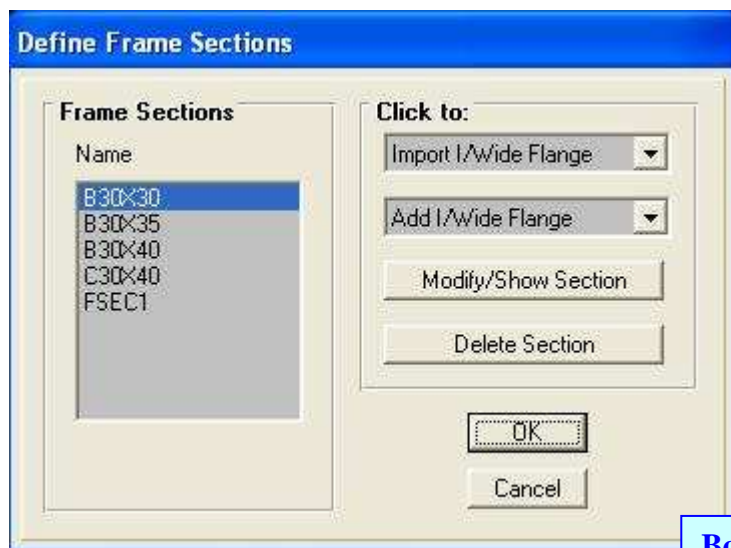 Define Frame Sections
Frame Sections
Name
B30X30
B30X35
B30X40
C30X40
FSEC1
Click to:
Import I/Wide Flange
Add I/Wide Flange
Modify/Show Section
Delete Section
OK
Cancel